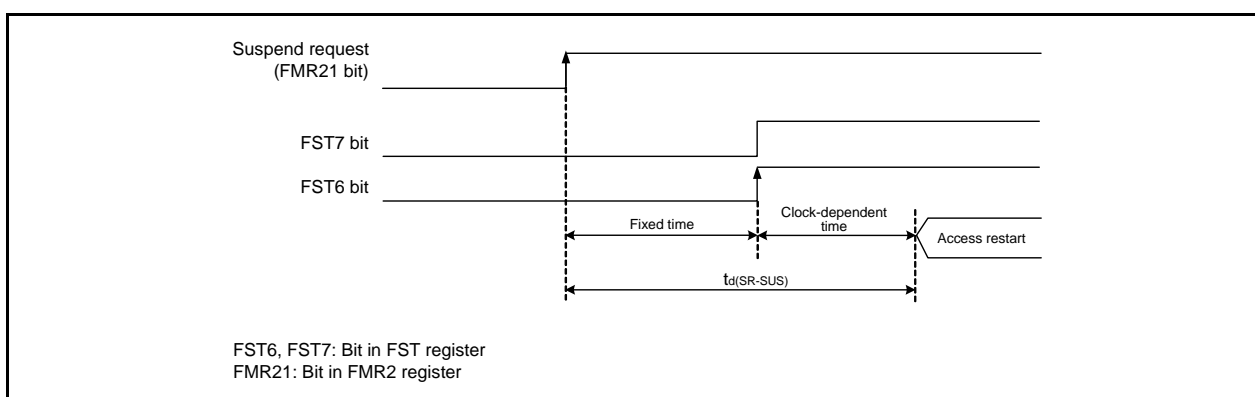 Suspend request
(FMR21 bit)
FST7 bit
FST6 bit
Fixed time
Clock-dependent
time
Access restart
td(SR-SUS)
FST6, FST7: Bit in FST register
FMR21: Bit in FMR2 register